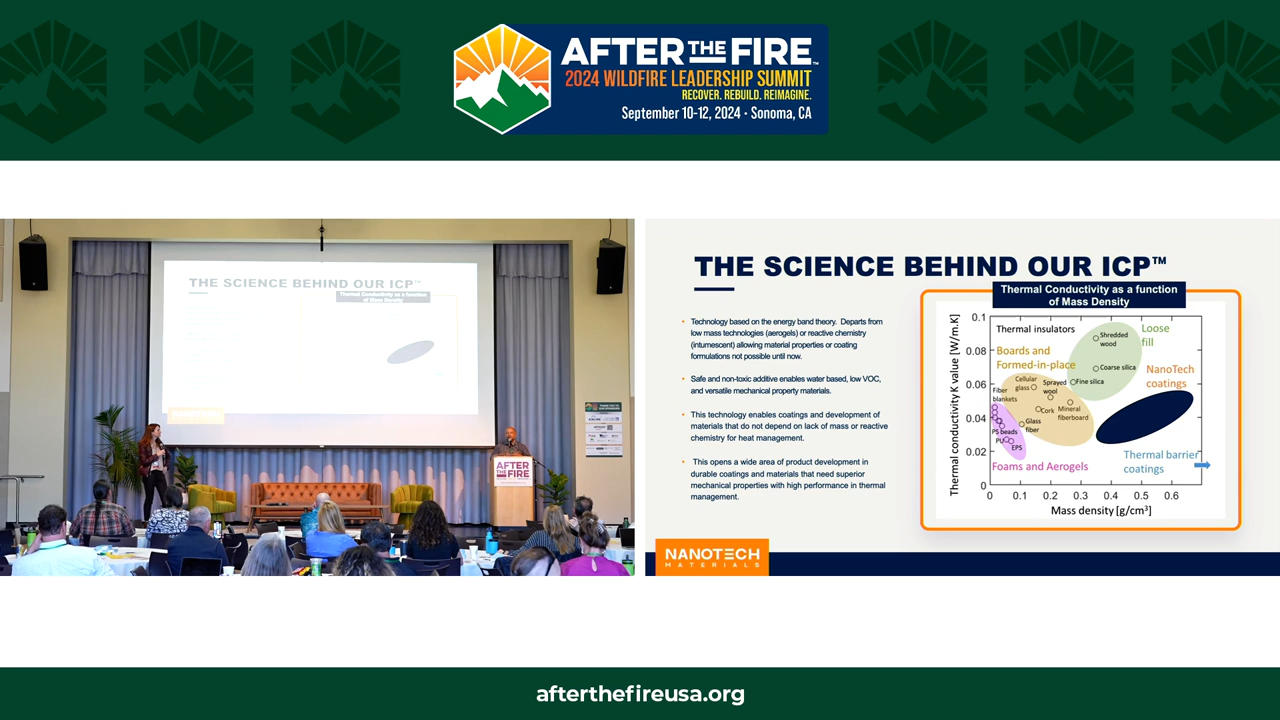 AFTER THE FIRE™
2024 WILDFIRE LEADERSHIP SUMMIT
RECOVER. REBUILD. REIMAGINE.
September 10-12, 2024 · Sonoma, CA
THE SCIENCE BEHIND OUR ICP™
Thermal Conductivity as a function
of Mass Density
AFTER
THE FIRE
THE SCIENCE BEHIND OUR ICP™
• Technology based on the energy band theory. Departs from
low mass technologies (aerogels) or reactive chemistry
(intumescent) allowing material properties or coating
formulations not possible until now.
• Safe and non-toxic additive enables water based, low VOC,
and versatile mechanical property materials.
• This technology enables coatings and development of
materials that do not depend on lack of mass or reactive
chemistry for heat management.
• This opens a wide area of product development in
durable coatings and materials that need superior
mechanical properties with high performance in thermal
management.
Thermal Conductivity as a function
of Mass Density
Thermal conductivity K value [W/m.K]
0.1
0.08
0.06
0.04
0.02
0
Thermal insulators
Loose
fill
Shredded
wood
Boards and
Formed-in-place
Coarse silica
NanoTech
coatings
Cellular
glass
Sprayed
wool
Fine silica
Fiber
blankets
Cork
Mineral
fiberboard
Glass
fiber
PS beads
PU
EPS
Thermal barrier
coatings
Foams and Aerogels
0 0.1 0.2 0.3 0.4 0.5 0.6
Mass density [g/cm³]
NANOTECH
MATERIALS
afterthefireusa.org